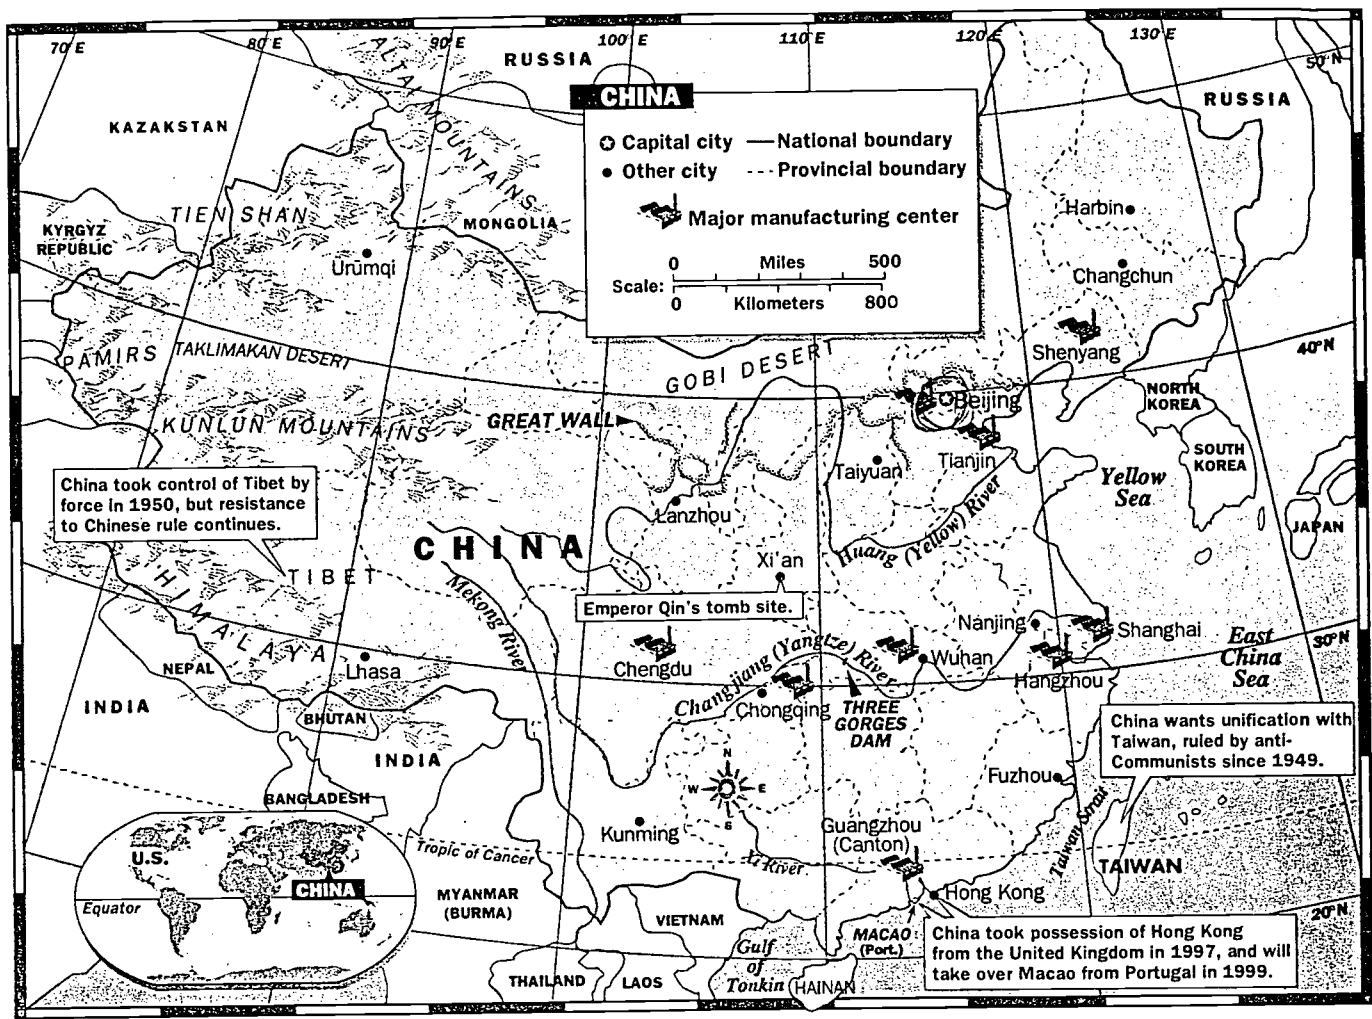 70°E
80°E
90°E
100°E
110°E
120°E
130°E
50°N
RUSSIA
ALTAI MOUNTAINS
CHINA
RUSSIA
KAZAKSTAN
Capital city
National boundary
Other city
Provincial boundary
Major manufacturing center
0 Miles 500
Scale:
0 Kilometers 800
TIEN SHAN
MONGOLIA
KYRGYZ
REPUBLIC
Ürümqi
Harbin
Changchun
Shenyang
PAMIRS
TAKLIMAKAN DESERT
GOBI DESERT
40°N
NORTH
KOREA
Beijing
KUNLUN MOUNTAINS
GREAT WALL
Tianjin
Taiyuan
SOUTH
KOREA
Yellow
Sea
China took control of Tibet by
force in 1950, but resistance
to Chinese rule continues.
Lanzhou
JAPAN
CHINA
Huang (Yellow) River
Xi'an
TIBET
Mekong River
Emperor Qin's tomb site.
HIMALAYA
Nanjing
Shanghai
East
China
Sea
30°N
NEPAL
Lhasa
Chengdu
Changjiang (Yangtze) River
Wuhan
Hangzhou
INDIA
BHUTAN
Chongqing
THREE
GORGES
DAM
China wants unification with
Taiwan, ruled by anti-
Communists since 1949.
INDIA
N
W
E
S
Fuzhou
BANGLADESH
Kunming
Guangzhou
(Canton)
Taiwan Strait
Tropic of Cancer
Xi River
TAIWAN
U.S.
CHINA
Equator
MYANMAR
(BURMA)
Hong Kong
20°N
VIETNAM
MACAO
(Port.)
China took possession of Hong Kong
from the United Kingdom in 1997, and will
take over Macao from Portugal in 1999.
Gulf
of
Tonkin
THAILAND
LAOS
HAINAN